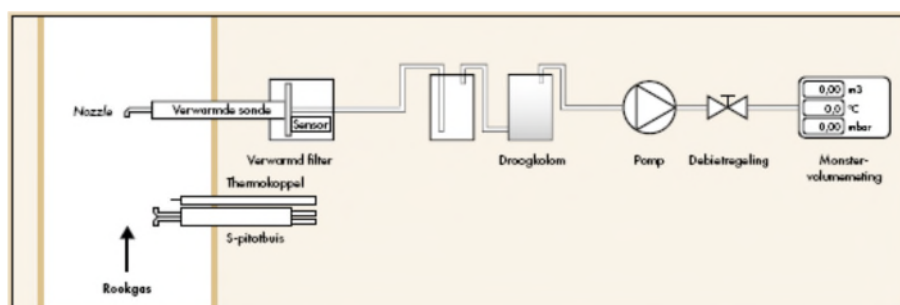 Nozzle
Verwarmde sonde
Sensor
Verwarmd filter
Droogkolom
Pomp
Debietregeling
Monster-
volumemeting
0,00 m3
0,0 °C
0,00 mbar
Thermokoppel
S-pitotbuis
Rookgas